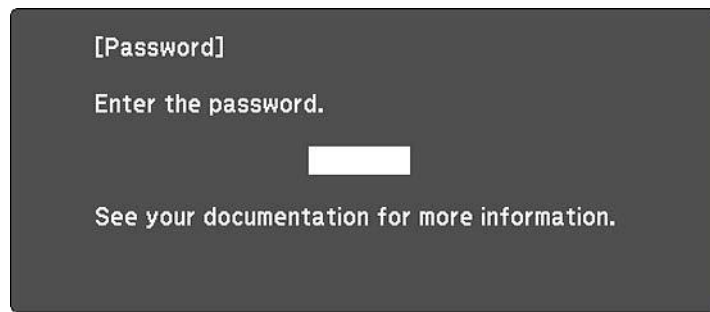 [Password]
Enter the password.
See your documentation for more information.